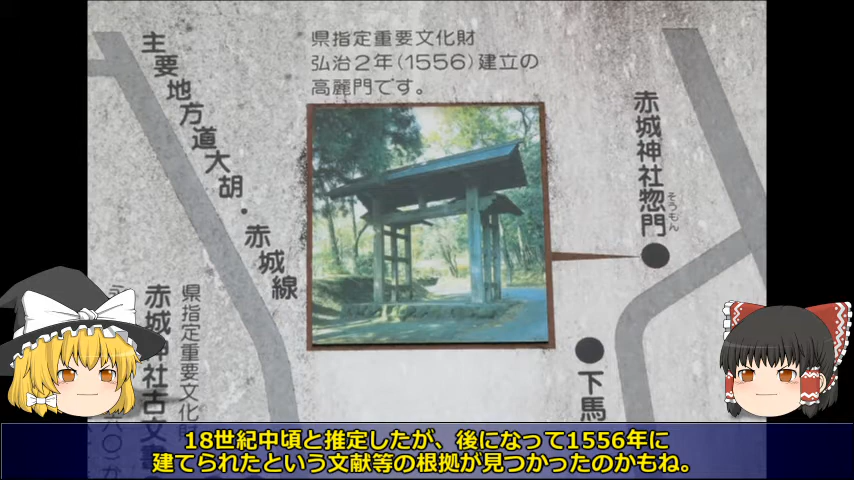 県指定重要文化財
弘治２年(1556)建立の
高麗門です。
主要地方道大胡・赤城線
赤城神社惣門
そうもん
下馬
県指定重要文化財
赤城神社古文書
18世紀中頃と推定したが、後になって1556年に
建てられたという文献等の根拠が見つかったのかもね。